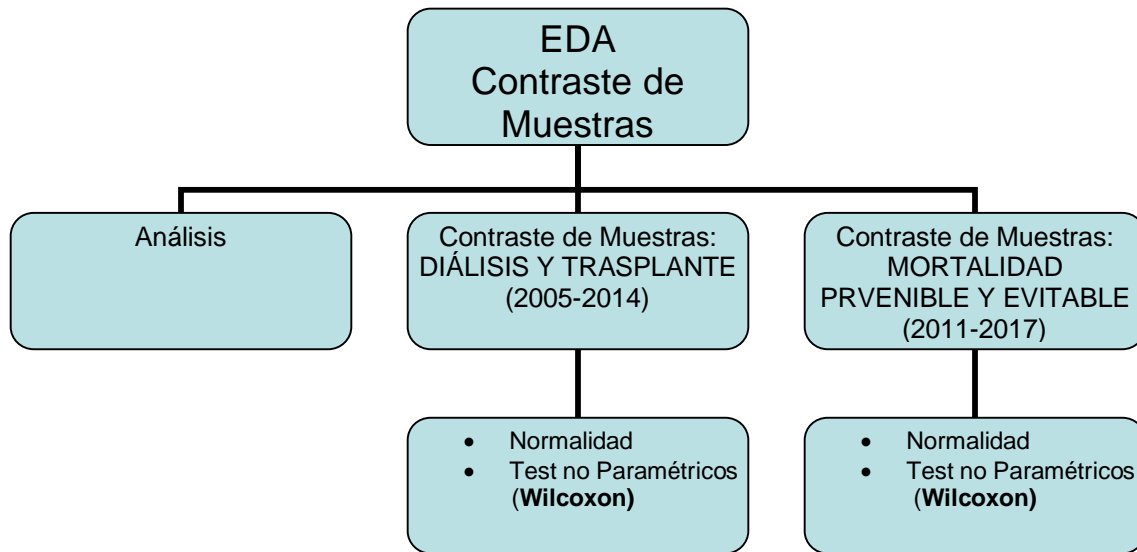 EDA
Contraste de
Muestras
Análisis
Contraste de Muestras:
DIÁLISIS Y TRASPLANTE
(2005-2014)
Contraste de Muestras:
MORTALIDAD
PRVENIBLE Y EVITABLE
(2011-2017)
• Normalidad
• Test no Paramétricos
(Wilcoxon)
• Normalidad
• Test no Paramétricos
(Wilcoxon)